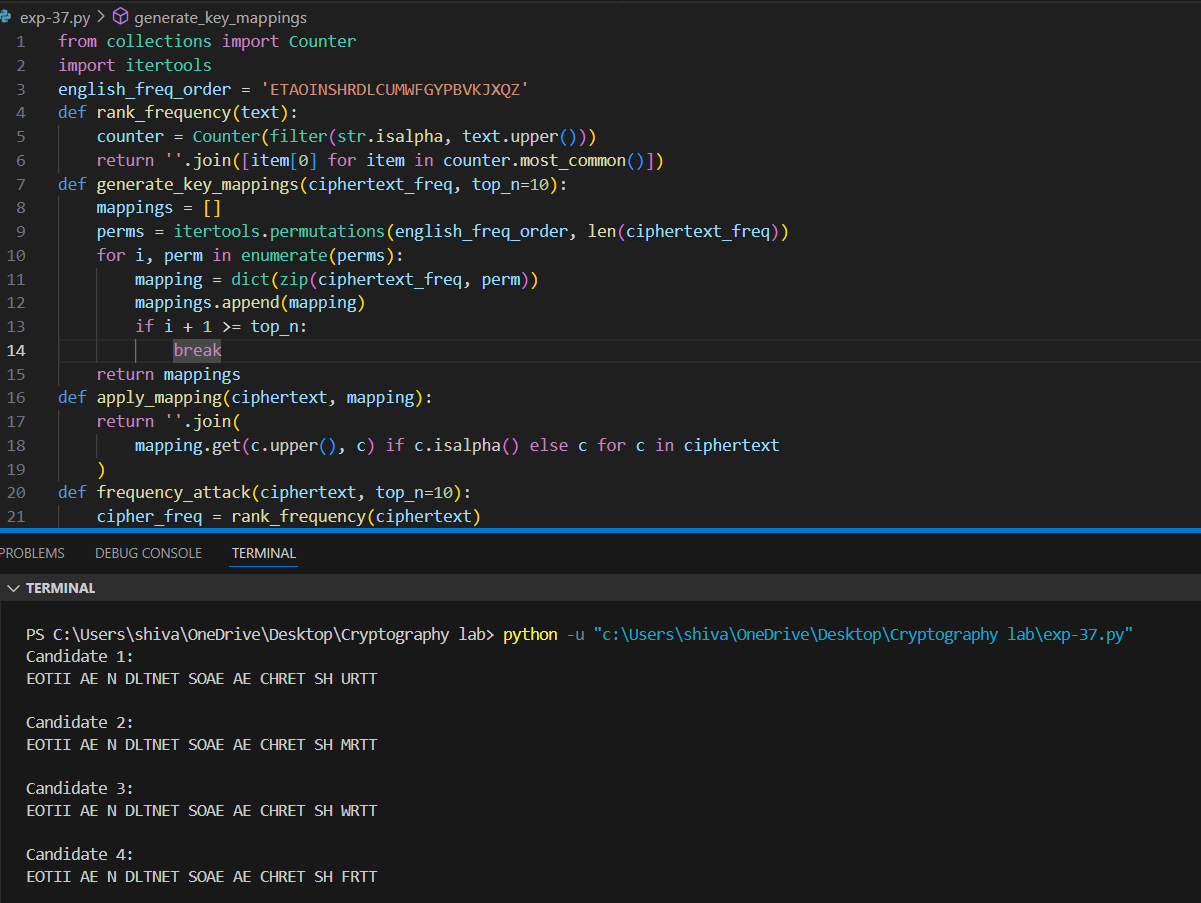 exp-37.py > generate_key_mappings
1 from collections import Counter
2 import itertools
3 english_freq_order = 'ETAOINSHRDLCUMWFGYPBVKJXQZ'
4 def rank_frequency(text):
5     counter = Counter(filter(str.isalpha, text.upper()))
6     return ''.join([item[0] for item in counter.most_common()])
7 def generate_key_mappings(ciphertext_freq, top_n=10):
8     mappings = []
9     perms = itertools.permutations(english_freq_order, len(ciphertext_freq))
10     for i, perm in enumerate(perms):
11         mapping = dict(zip(ciphertext_freq, perm))
12         mappings.append(mapping)
13         if i + 1 >= top_n:
14             break
15     return mappings
16 def apply_mapping(ciphertext, mapping):
17     return ''.join(
18         mapping.get(c.upper(), c) if c.isalpha() else c for c in ciphertext
19     )
20 def frequency_attack(ciphertext, top_n=10):
21     cipher_freq = rank_frequency(ciphertext)
PROBLEMS DEBUG CONSOLE TERMINAL
TERMINAL
PS C:\Users\shiva\OneDrive\Desktop\Cryptography lab> python -u "c:\Users\shiva\OneDrive\Desktop\Cryptography lab\exp-37.py"
Candidate 1:
EOTII AE N DLTNET SOAE AE CHRET SH URTT
Candidate 2:
EOTII AE N DLTNET SOAE AE CHRET SH MRTT
Candidate 3:
EOTII AE N DLTNET SOAE AE CHRET SH WRTT
Candidate 4:
EOTII AE N DLTNET SOAE AE CHRET SH FRTT